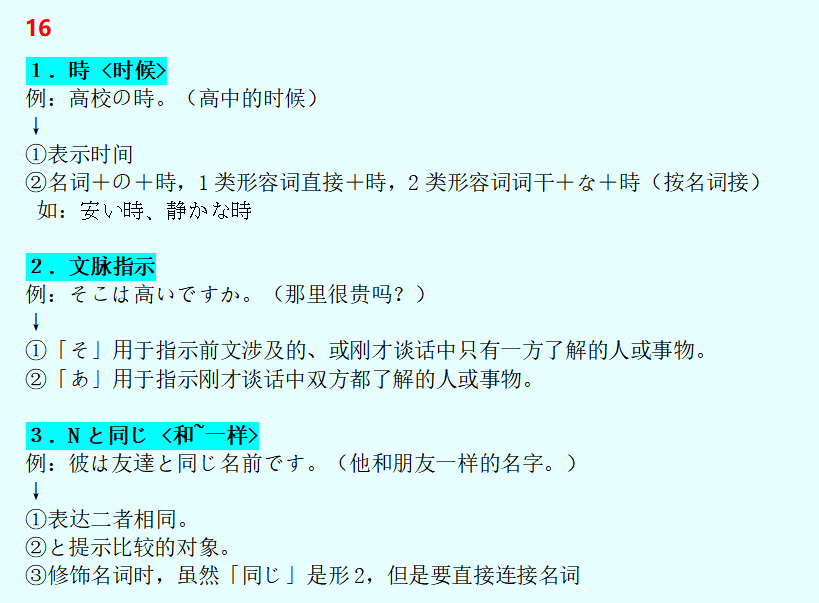 16
１．時 <时候>
例：高校の時。（高中的时候）
↓
①表示时间
②名词＋の＋時，1 类形容词直接＋時，2 类形容词词干＋な＋時（按名词接）
如：安い時、静かな時
２．文脉指示
例：そこは高いですか。（那里很贵吗？）
↓
①「そ」用于指示前文涉及的、或刚才谈话中只有一方了解的人或事物。
②「あ」用于指示刚才谈话中双方都了解的人或事物。
３．N と同じ <和~一样>
例：彼は友達と同じ名前です。（他和朋友一样的名字。）
↓
①表达二者相同。
②と提示比较的对象。
③修饰名词时，虽然「同じ」是形 2，但是要直接连接名词